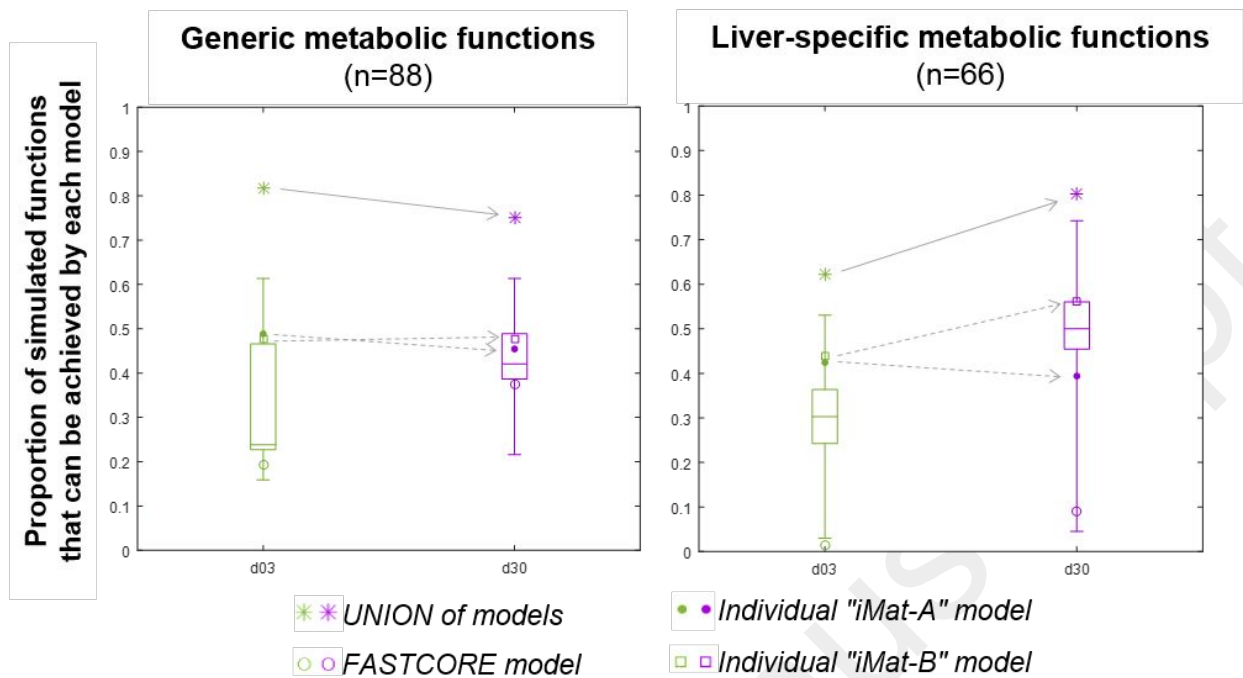 Generic metabolic functions
(n=88)
Liver-specific metabolic functions
(n=66)
Proportion of simulated functions
that can be achieved by each model
1
0.9
0.8
0.7
0.6
0.5
0.4
0.3
0.2
0.1
0
d03
d30
1
0.9
0.8
0.7
0.6
0.5
0.4
0.3
0.2
0.1
0
d03
d30
UNION of models
Individual "iMat-A" model
FASTCORE model
Individual "iMat-B" model